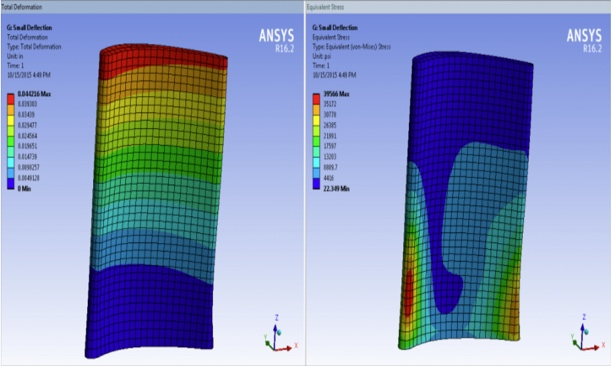 Total Deformation
G: Small Deflection
Total Deformation
Type: Total Deformation
Unit: in
Time: 1
10/15/2015 4:49 PM
0.044216 Max
0.039303
0.03439
0.029477
0.024564
0.019651
0.014739
0.0098257
0.0049128
0 Min
ANSYS
R16.2
Z
Y
X
Equivalent Stress
G: Small Deflection
Equivalent Stress
Type: Equivalent (von-Mises) Stress
Unit: psi
Time: 1
10/15/2015 4:49 PM
39566 Max
35172
30778
26385
21991
17597
13203
8809.7
4416
22.349 Min
ANSYS
R16.2
Z
Y
X